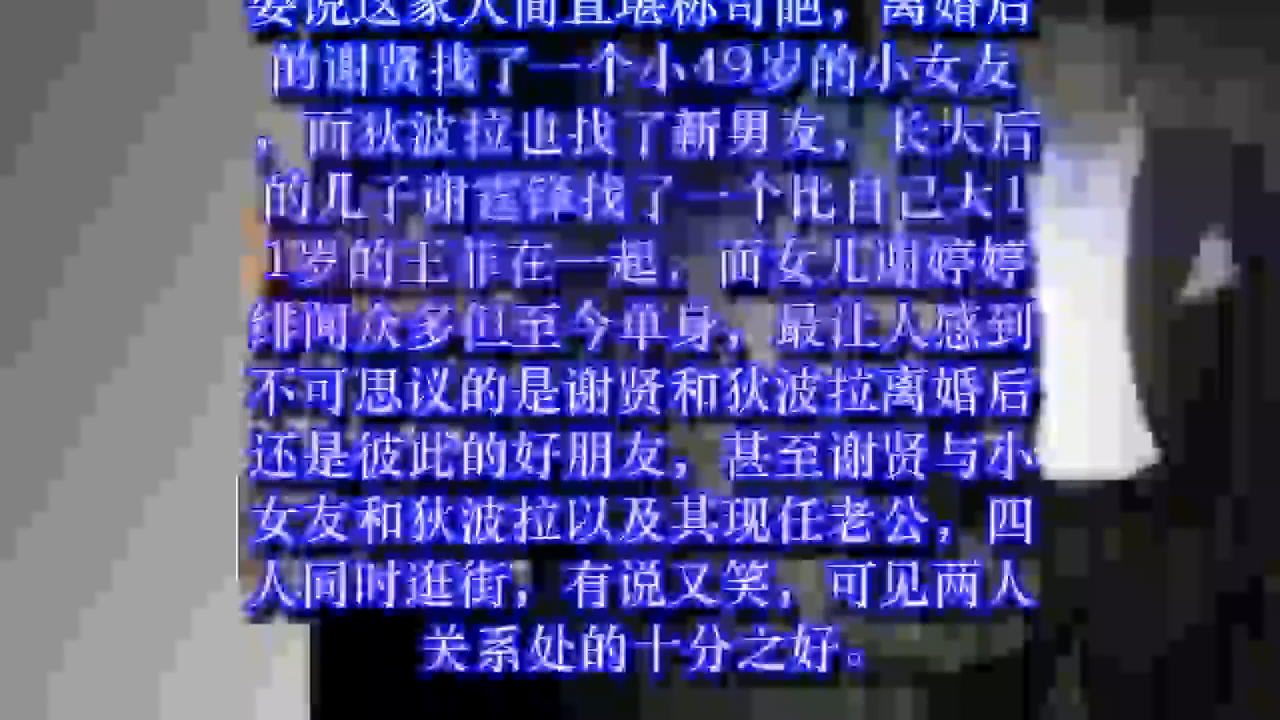 要说这家人简直堪称奇葩，离婚后
的谢贤找了一个小49岁的小女友
，而狄波拉也找了新男友，长大后
的儿子谢霆锋找了一个比自己大1
1岁的王菲在一起，而女儿谢婷婷
绯闻众多但至今单身，最让人感到
不可思议的是谢贤和狄波拉离婚后
还是彼此的好朋友，甚至谢贤与小
女友和狄波拉以及其现任老公，四
人同时逛街，有说又笑，可见两人
关系处的十分之好。